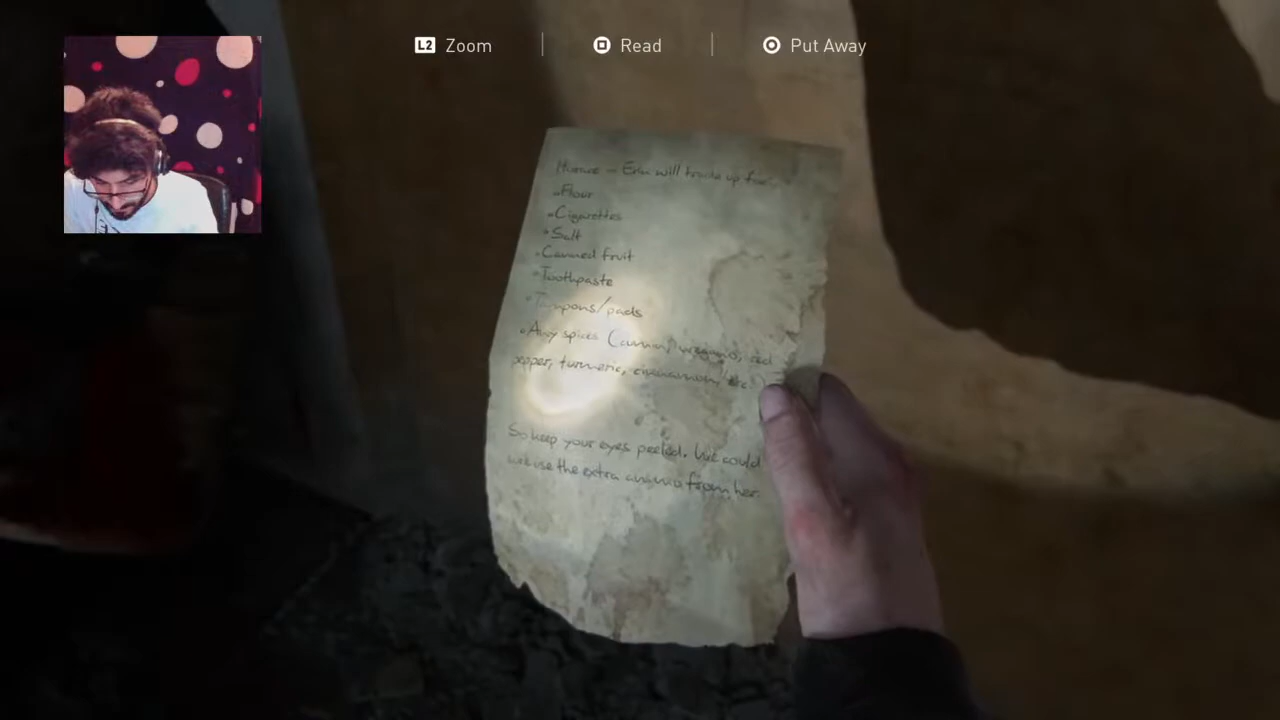 L2 Zoom | Read | Put Away
Erin will trade up for
Flour
Cigarettes
Salt
Canned fruit
Toothpaste
Tampons/pads
Any spices (cumin, oregano, red
pepper, turmeric, cinnamon, etc.)
So keep your eyes peeled. We could
use the extra ammo from her.